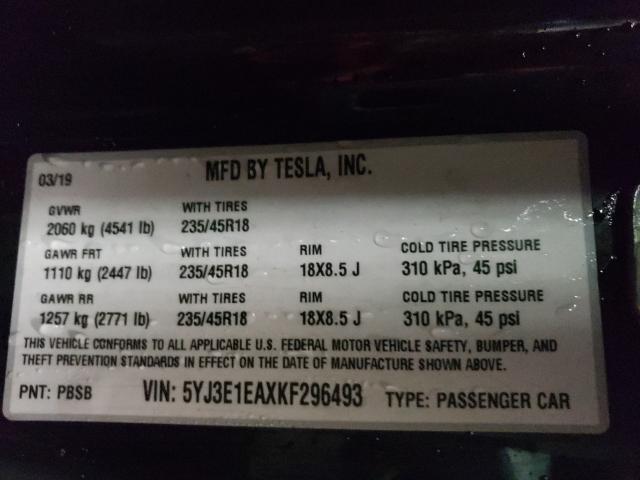 03/19 MFD BY TESLA, INC.
GVWR WITH TIRES
2060 kg (4541 lb) 235/45R18
GAWR FRT WITH TIRES RIM COLD TIRE PRESSURE
1110 kg (2447 lb) 235/45R18 18X8.5 J 310 kPa, 45 psi
GAWR RR WITH TIRES RIM COLD TIRE PRESSURE
1257 kg (2771 lb) 235/45R18 18X8.5 J 310 kPa, 45 psi
THIS VEHICLE CONFORMS TO ALL APPLICABLE U.S. FEDERAL MOTOR VEHICLE SAFETY, BUMPER, AND
THEFT PREVENTION STANDARDS IN EFFECT ON THE DATE OF MANUFACTURE SHOWN ABOVE.
PNT: PBSB VIN: 5YJ3E1EAXKF296493 TYPE: PASSENGER CAR